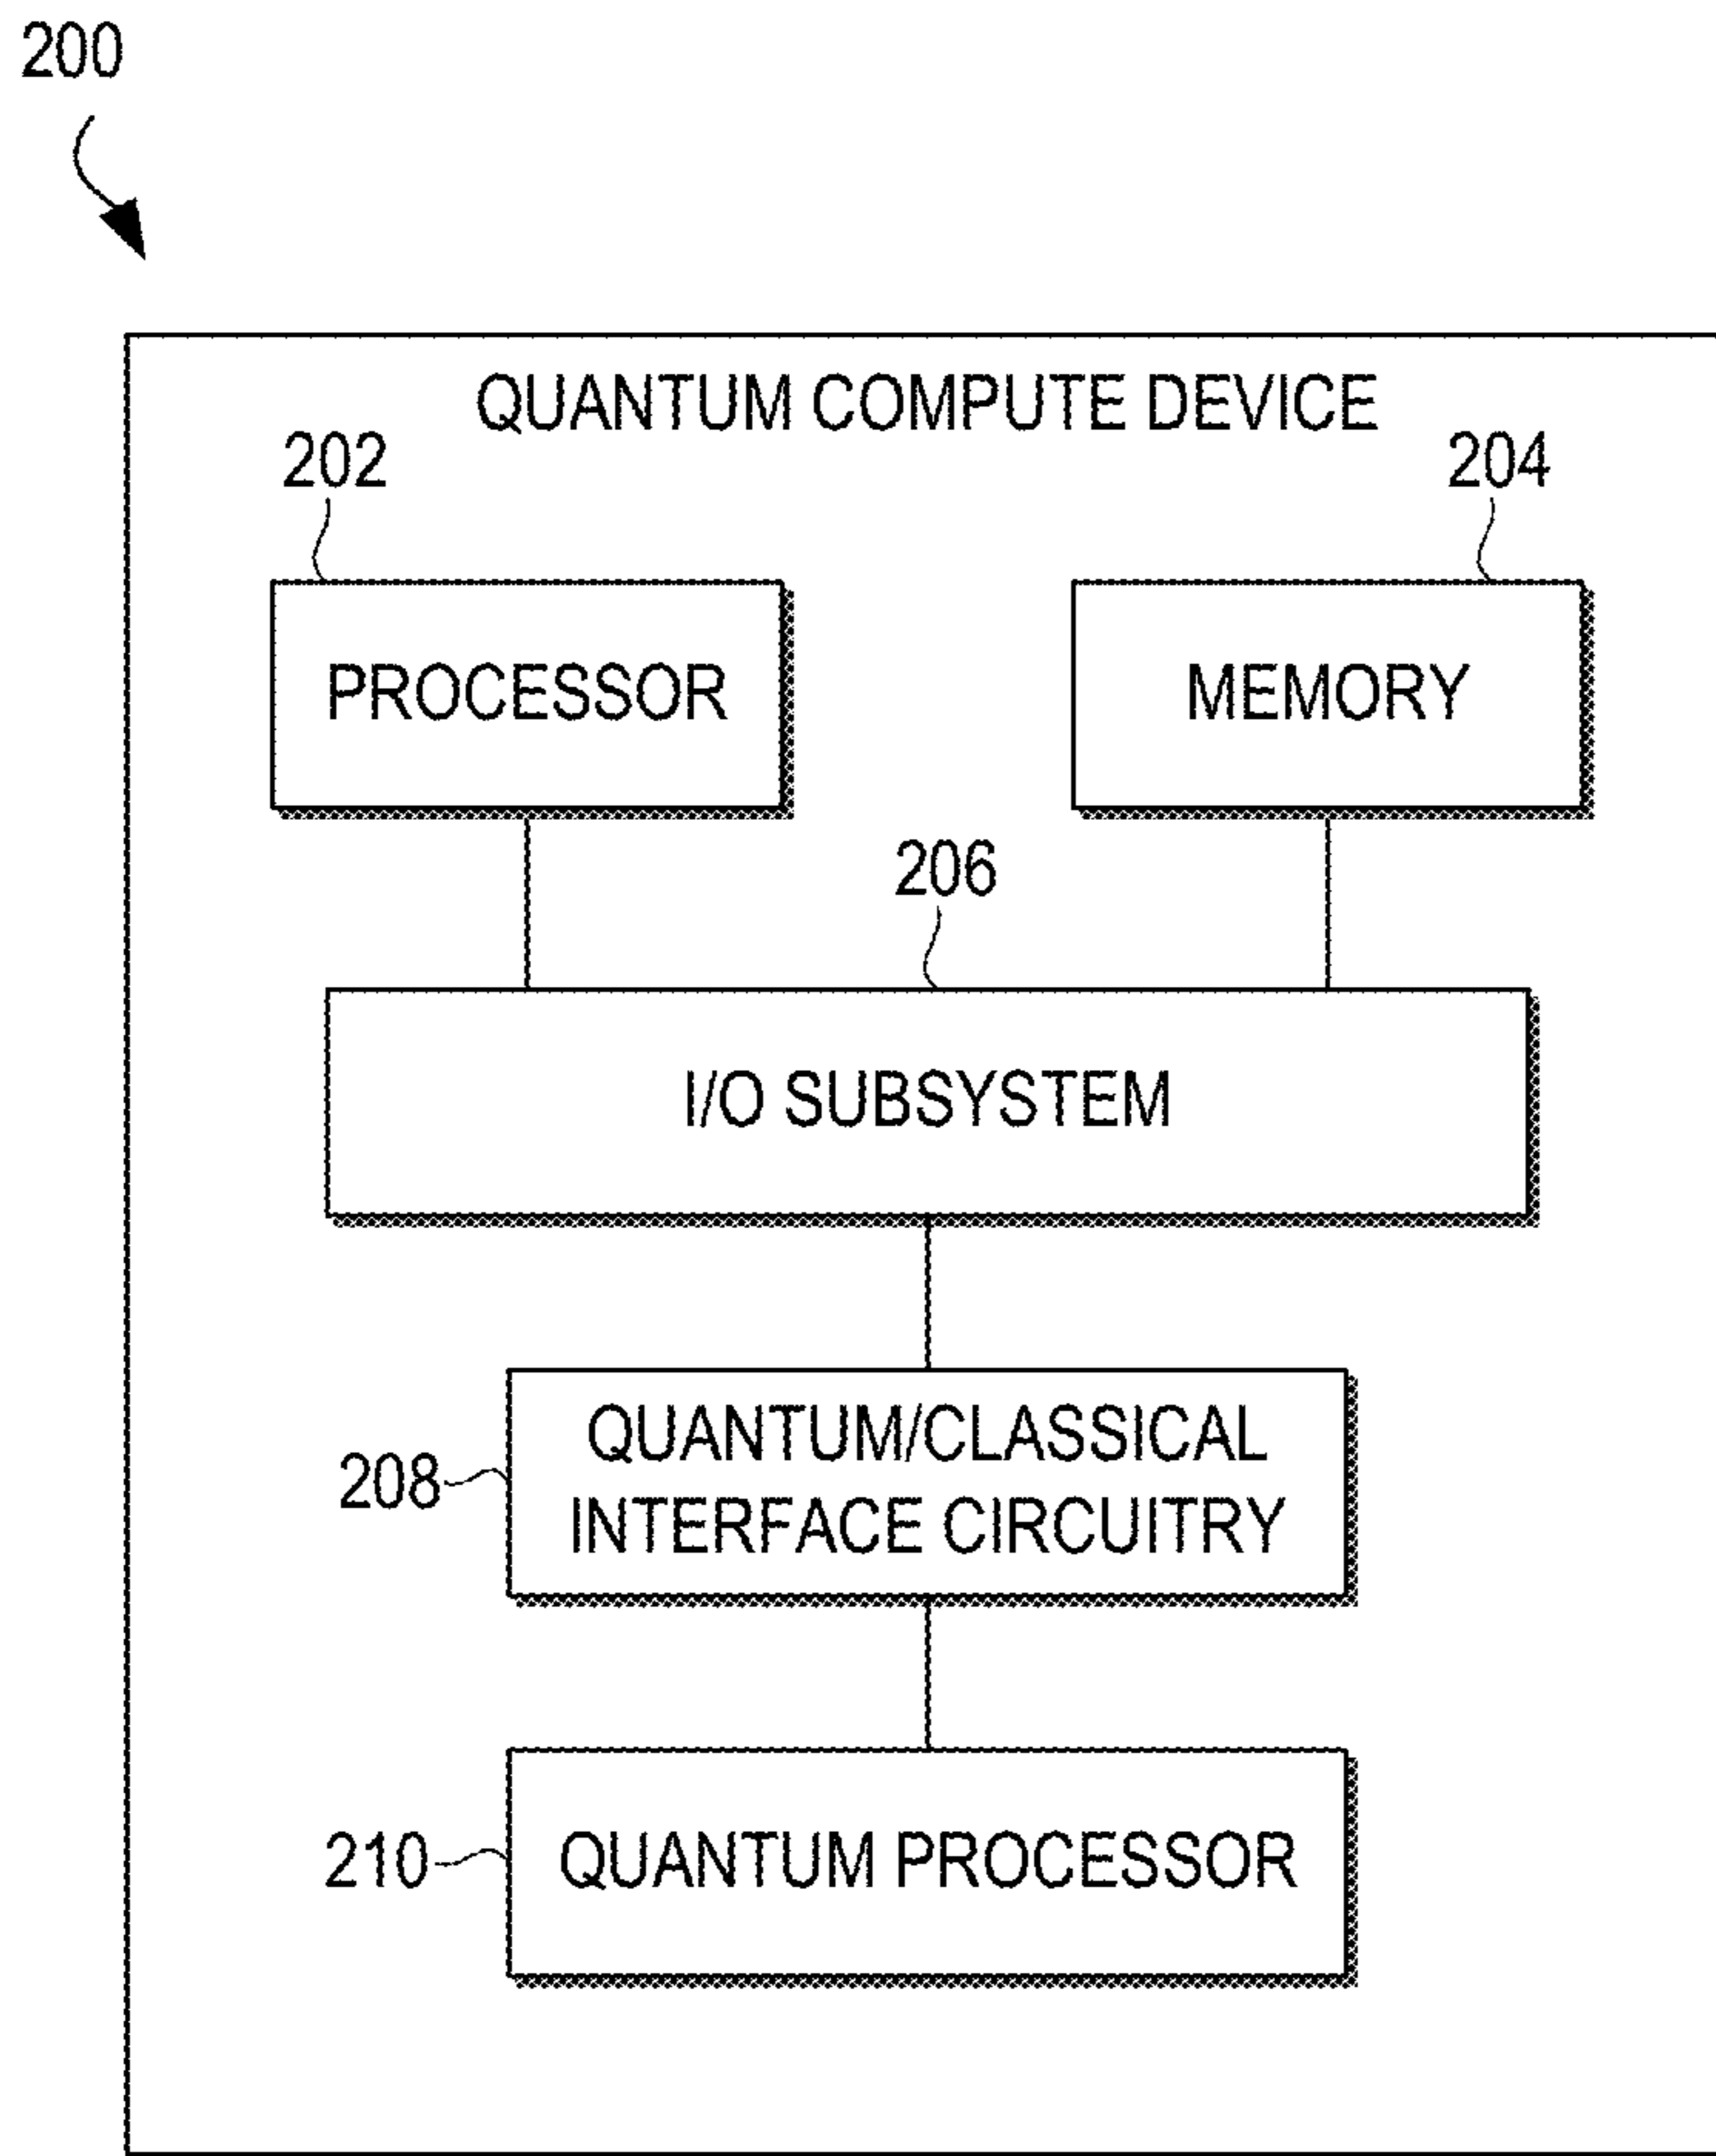 200
QUANTUM COMPUTE DEVICE
202
204
PROCESSOR
MEMORY
206
I/O SUBSYSTEM
208
QUANTUM/CLASSICAL
INTERFACE CIRCUITRY
210
QUANTUM PROCESSOR